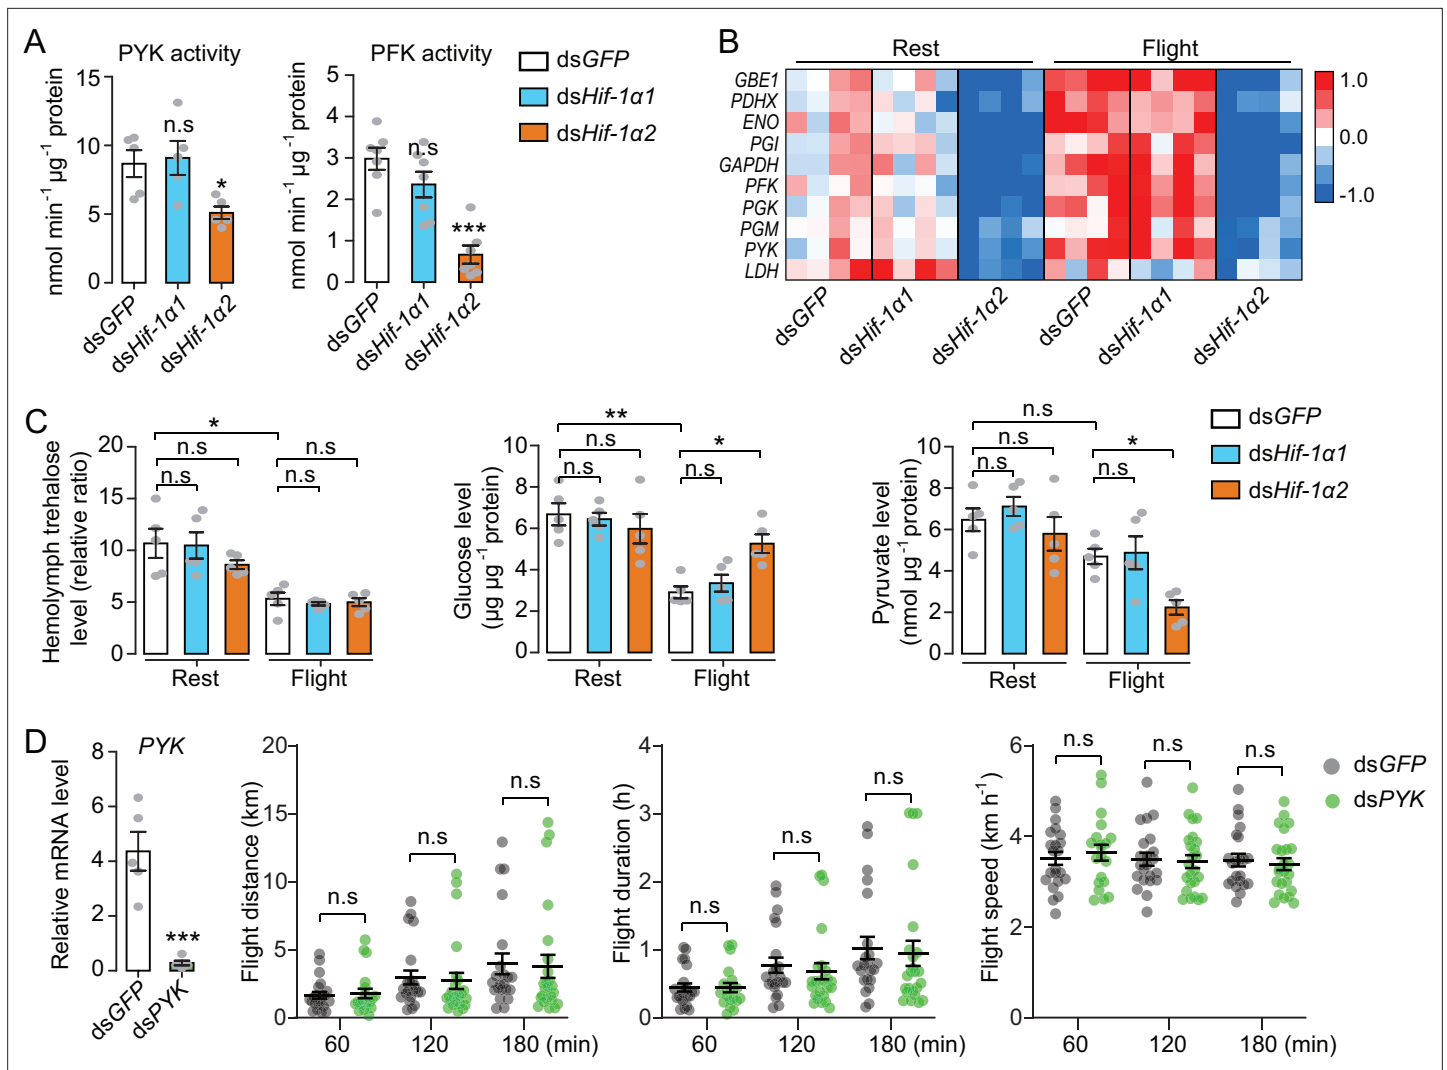 A
PYK activity
nmol min⁻¹ µg⁻¹ protein
15
10
5
0
n.s
*
dsGFP
dsHif-1α1
dsHif-1α2
PFK activity
nmol min⁻¹ µg⁻¹ protein
5
4
3
2
1
0
n.s
***
dsGFP
dsHif-1α1
dsHif-1α2
dsGFP
dsHif-1α1
dsHif-1α2
B
Rest
Flight
GBE1
PDHX
ENO
PGI
GAPDH
PFK
PGK
PGM
PYK
LDH
1.0
0.0
-1.0
dsGFP
dsHif-1α1
dsHif-1α2
dsGFP
dsHif-1α1
dsHif-1α2
C
Hemolymph trehalose
level (relative ratio)
20
15
10
5
0
*
n.s
n.s
n.s
n.s
Rest
Flight
Glucose level
(µg µg⁻¹ protein)
10
8
6
4
2
0
**
n.s
n.s
*
n.s
Rest
Flight
Pyruvate level
(nmol µg⁻¹ protein)
10
8
6
4
2
0
n.s
n.s
n.s
*
n.s
Rest
Flight
dsGFP
dsHif-1α1
dsHif-1α2
D
PYK
Relative mRNA level
8
6
4
2
0
***
dsGFP
dsPYK
Flight distance (km)
20
15
10
5
0
n.s
n.s
n.s
60
120
180 (min)
Flight duration (h)
4
3
2
1
0
n.s
n.s
n.s
60
120
180 (min)
Flight speed (km h⁻¹)
6
4
2
0
n.s
n.s
n.s
60
120
180 (min)
dsGFP
dsPYK